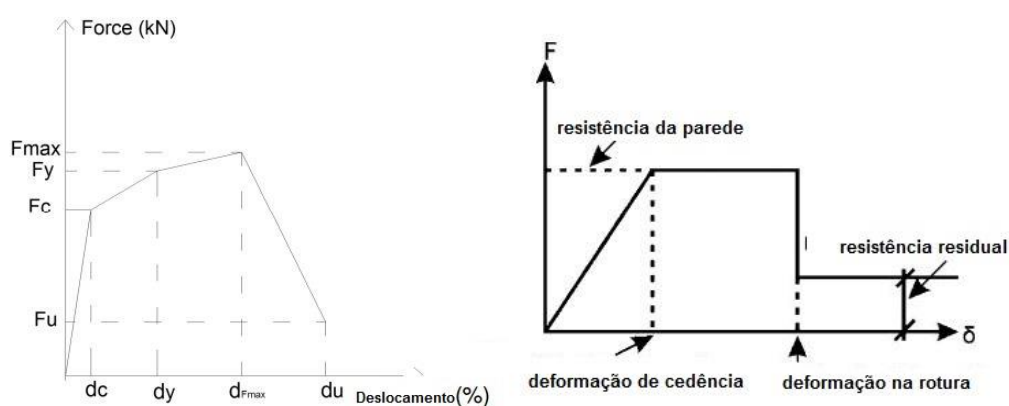 Force (kN)
Fmax
Fy
Fc
Fu
dc
dy
dFmax
du
Deslocamento(%)
F
resistência da parede
resistência residual
δ
deformação de cedência
deformação na rotura